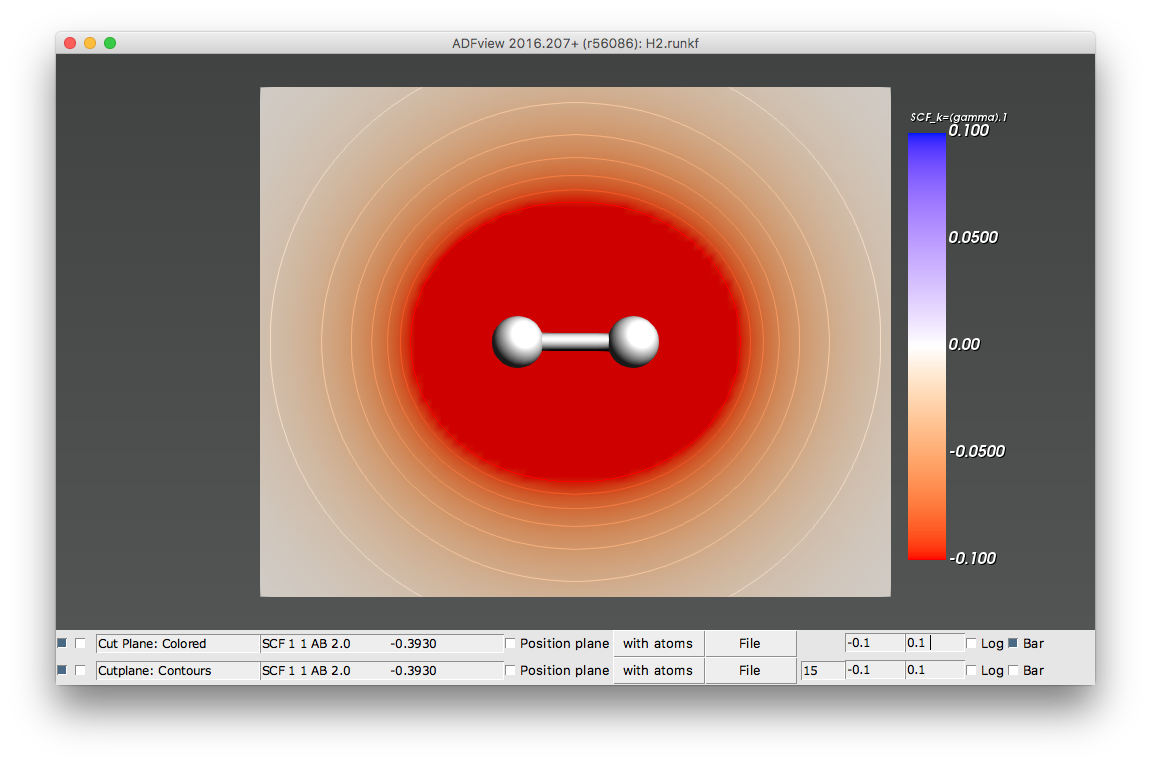 ADFview 2016.207+ (r56086): H2.runkf
SCF_k=(gamma).1
0.100
0.0500
0.00
-0.0500
-0.100
Cut Plane: Colored SCF 1 1 AB 2.0 -0.3930 Position plane with atoms File -0.1 0.1 Log Bar
Cutplane: Contours SCF 1 1 AB 2.0 -0.3930 Position plane with atoms File 15 -0.1 0.1 Log Bar